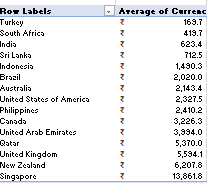 Row Labels Average of Currenc
Turkey ₹ 169.7
South Africa ₹ 419.7
India ₹ 623.4
Sri Lanka ₹ 712.5
Indonesia ₹ 1,490.3
Brazil ₹ 2,020.0
Australia ₹ 2,143.4
United States of America ₹ 2,327.5
Philippines ₹ 2,410.2
Canada ₹ 3,226.3
United Arab Emirates ₹ 3,994.0
Qatar ₹ 5,370.0
United Kingdom ₹ 5,594.1
New Zealand ₹ 6,207.8
Singapore ₹ 13,861.8